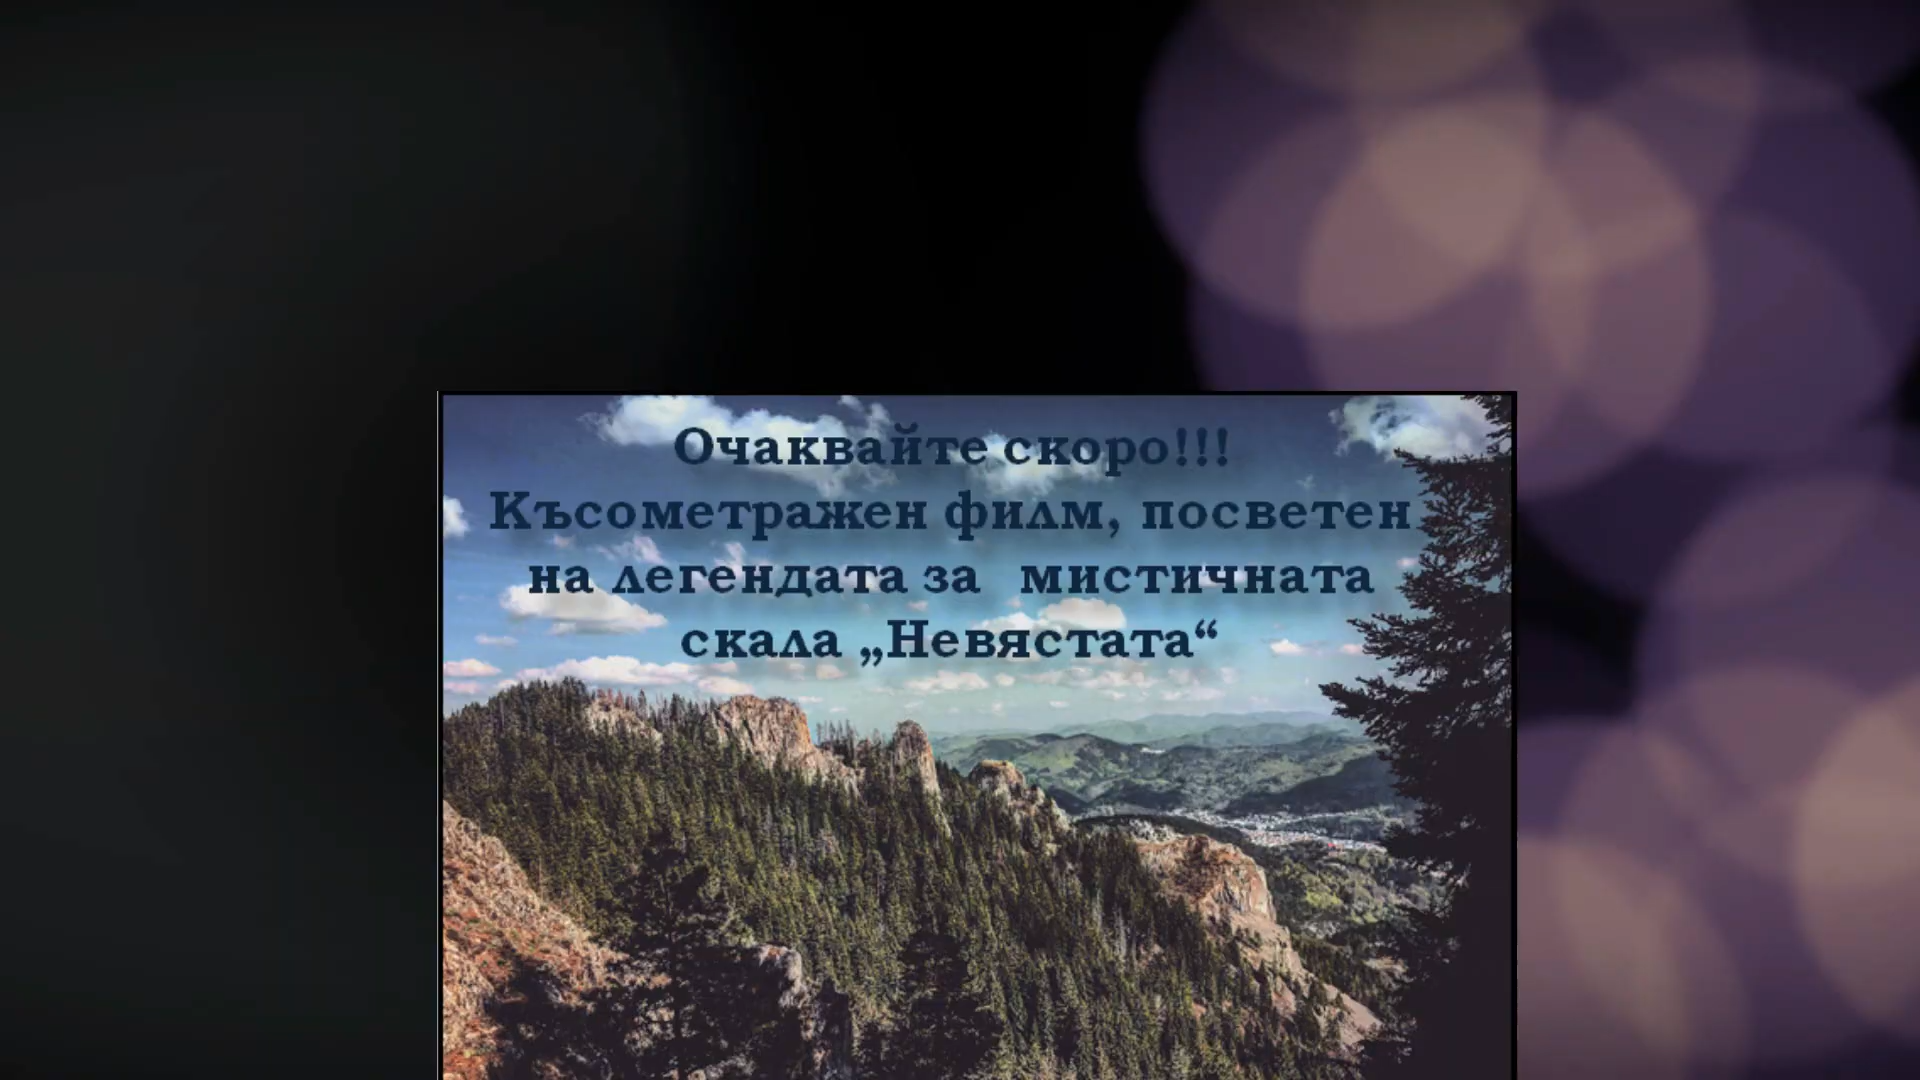 Очаквайте скоро!!!
Късометражен филм, посветен
на легендата за мистичната
скала „Невястата“